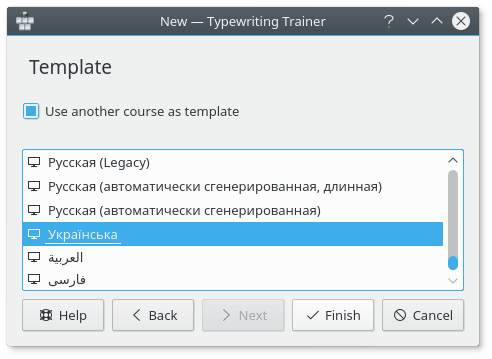 New — Typewriting Trainer
Template
Use another course as template
Русская (Legacy)
Русская (автоматически сгенерированная, длинная)
Русская (автоматически сгенерированная)
Українська
العربية
فارسی
Help
Back
Next
Finish
Cancel